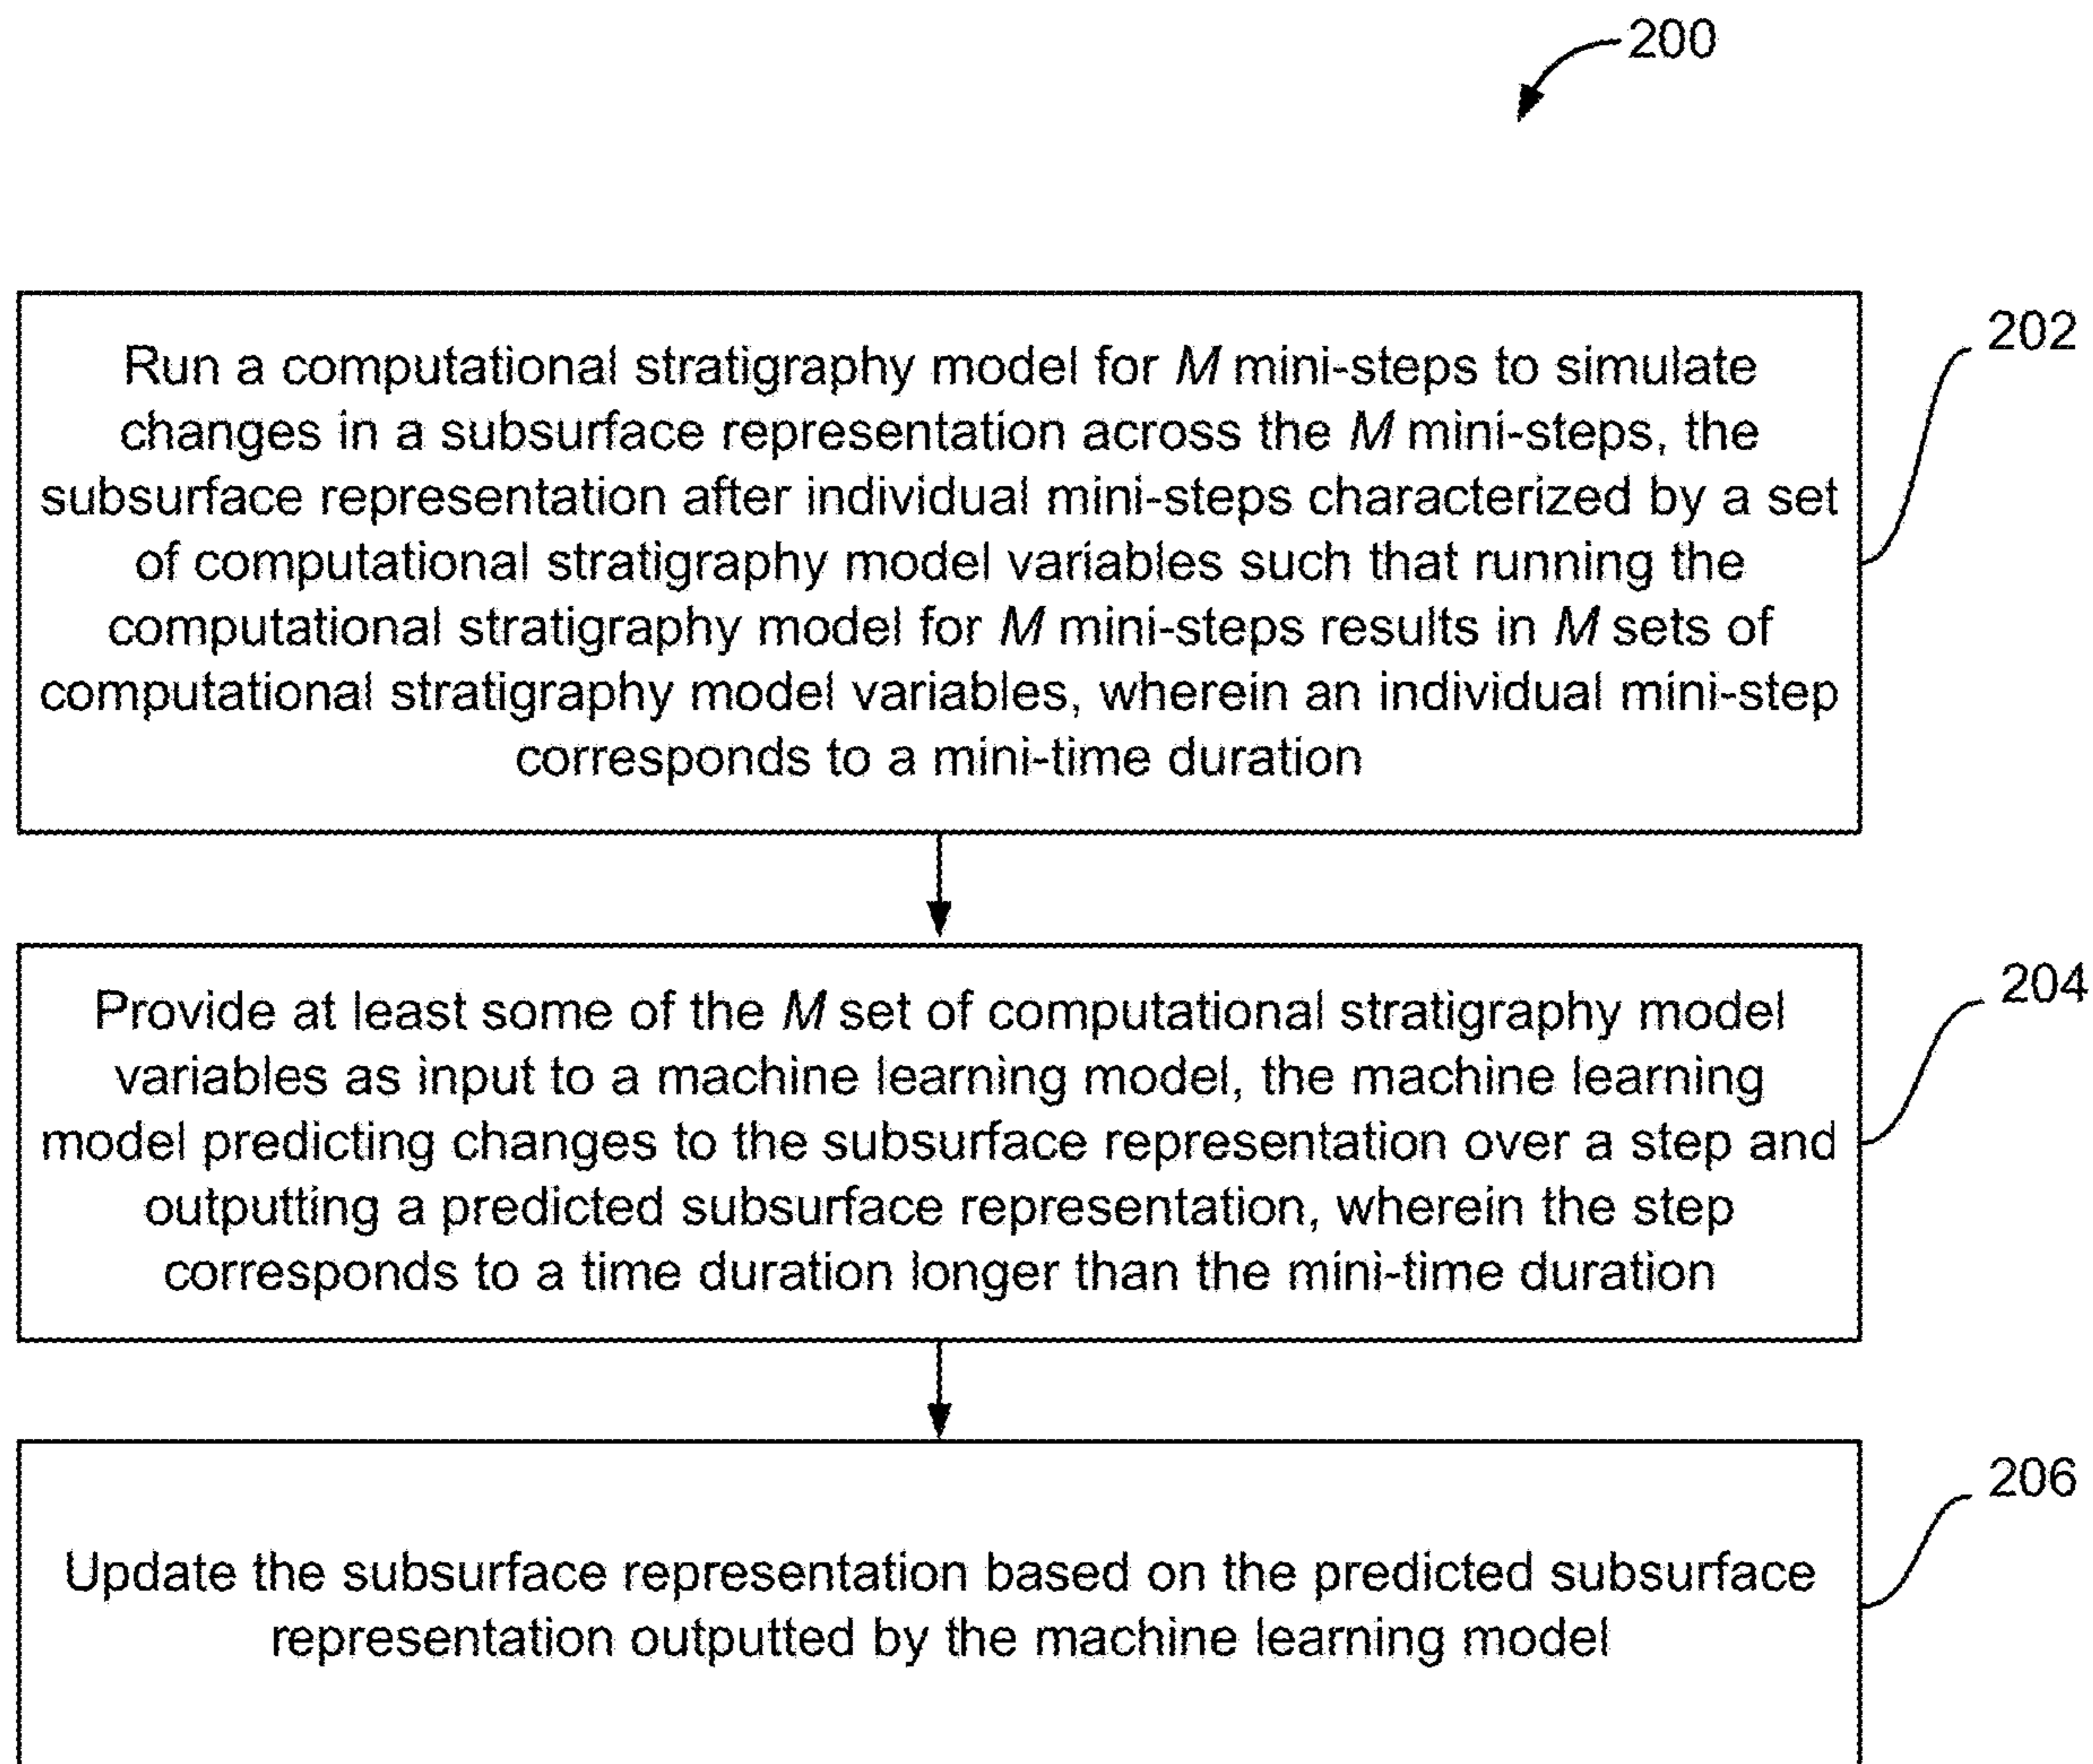 200
Run a computational stratigraphy model for M mini-steps to simulate
changes in a subsurface representation across the M mini-steps, the
subsurface representation after individual mini-steps characterized by a set
of computational stratigraphy model variables such that running the
computational stratigraphy model for M mini-steps results in M sets of
computational stratigraphy model variables, wherein an individual mini-step
corresponds to a mini-time duration
202
Provide at least some of the M set of computational stratigraphy model
variables as input to a machine learning model, the machine learning
model predicting changes to the subsurface representation over a step and
outputting a predicted subsurface representation, wherein the step
corresponds to a time duration longer than the mini-time duration
204
Update the subsurface representation based on the predicted subsurface
representation outputted by the machine learning model
206